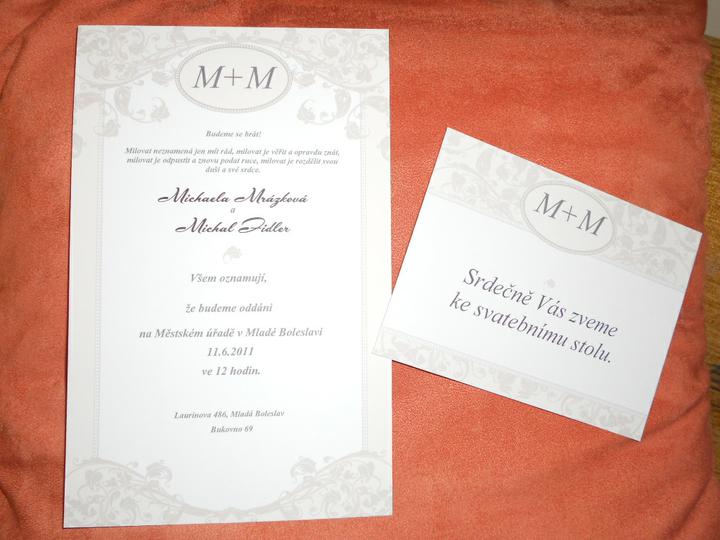 M+M
Budeme se brát!
Milovat neznamená jen mít rád, milovat je věřit a opravdu znát,
milovat je odpustit a znovu podat ruce, milovat je rozdělit svou
duši a své srdce.
Michaela Mrázková
a
Michal Fidler
Všem oznamují,
že budeme oddáni
na Městském úřadě v Mladé Boleslavi
11.6.2011
ve 12 hodin.
Laurinova 486, Mladá Boleslav
Bukovno 69
M+M
Srdečně Vás zveme
ke svatebnímu stolu.